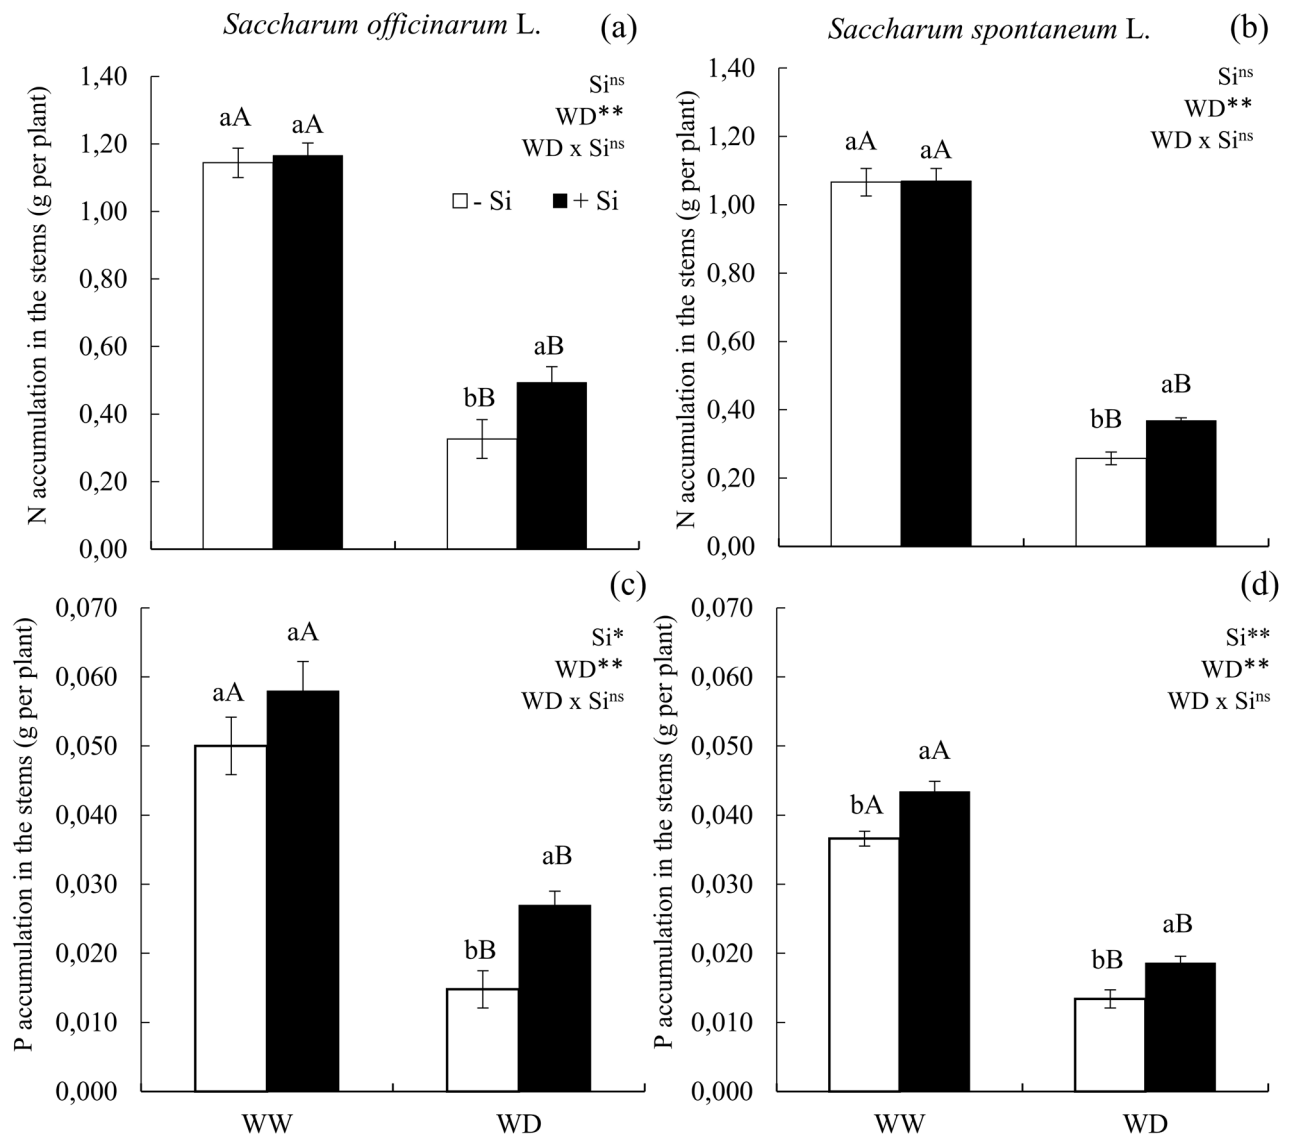 Saccharum officinarum L.
(a)
N accumulation in the stems (g per plant)
1,40
1,20
1,00
0,80
0,60
0,40
0,20
0,00
Siⁿˢ
WD**
WD x Siⁿˢ
- Si
+ Si
aA
aA
bB
aB
Saccharum spontaneum L.
(b)
N accumulation in the stems (g per plant)
1,40
1,20
1,00
0,80
0,60
0,40
0,20
0,00
Siⁿˢ
WD**
WD x Siⁿˢ
aA
aA
bB
aB
(c)
P accumulation in the stems (g per plant)
0,070
0,060
0,050
0,040
0,030
0,020
0,010
0,000
Si*
WD**
WD x Siⁿˢ
aA
aA
bB
aB
WW
WD
(d)
P accumulation in the stems (g per plant)
0,070
0,060
0,050
0,040
0,030
0,020
0,010
0,000
Si**
WD**
WD x Siⁿˢ
bA
aA
bB
aB
WW
WD